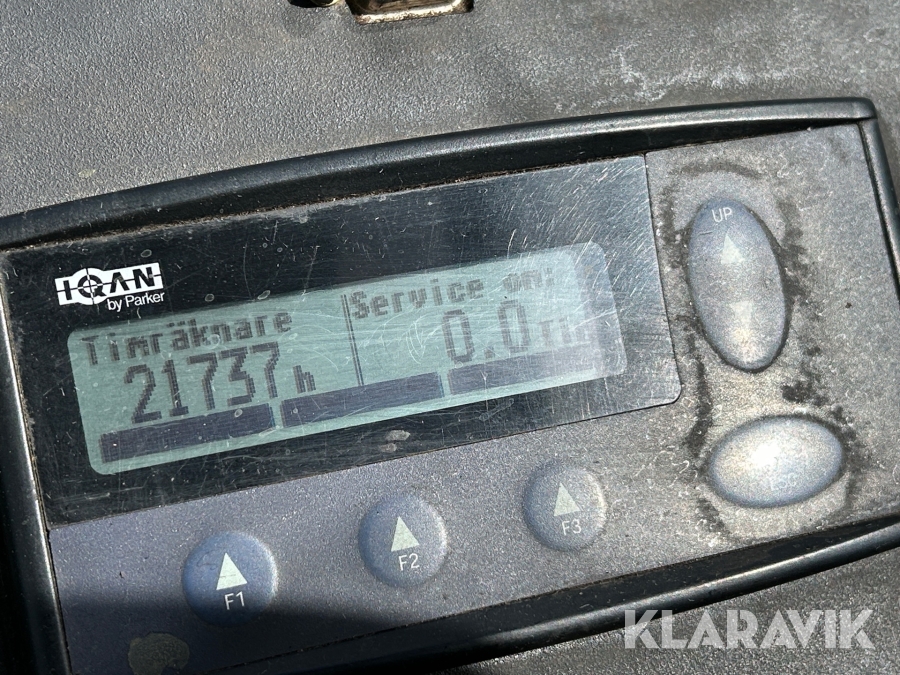 IQAN
by Parker
Timräknare
21737 h
Service om:
0.0
UP
F1
F2
F3
KLARAVIK